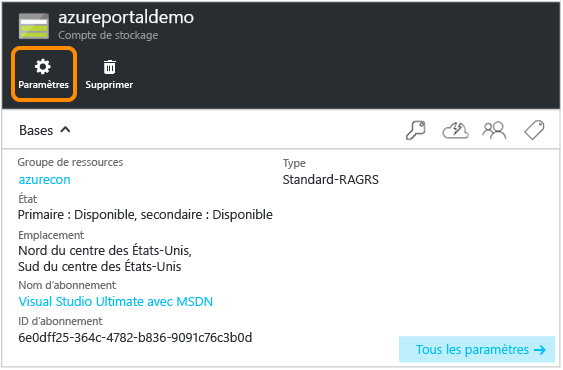 azureportaldemo
Compte de stockage
Paramètres Supprimer
Bases
Groupe de ressources Type
azurecon Standard-RAGRS
État
Primaire : Disponible, secondaire : Disponible
Emplacement
Nord du centre des États-Unis,
Sud du centre des États-Unis
Nom d'abonnement
Visual Studio Ultimate avec MSDN
ID d'abonnement
6e0dff25-364c-4782-b836-9091c76c3b0d
Tous les paramètres